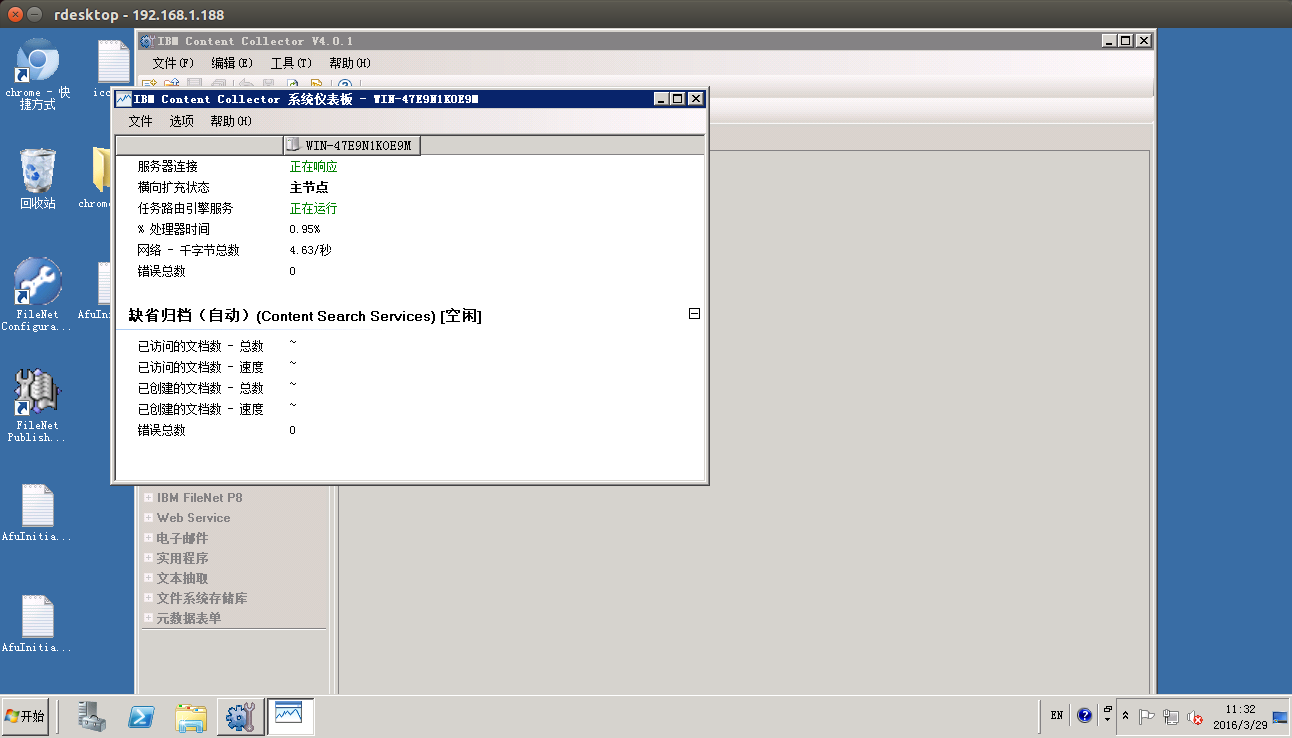 rdesktop - 192.168.1.188
IBM Content Collector V4.0.1
文件(F) 编辑(E) 工具(T) 帮助(H)
IBM Content Collector 系统仪表板 - WIN-47E9N1KOE9M
文件 选项 帮助(H)
WIN-47E9N1KOE9M
服务器连接 正在响应
横向扩充状态 主节点
任务路由引擎服务 正在运行
% 处理器时间 0.95%
网络 - 千字节总数 4.63/秒
错误总数 0
缺省归档（自动）(Content Search Services) [空闲]
已访问的文档数 - 总数 ~
已访问的文档数 - 速度 ~
已创建的文档数 - 总数 ~
已创建的文档数 - 速度 ~
错误总数 0
IBM FileNet P8
Web Service
电子邮件
实用程序
文本抽取
文件系统存储库
元数据表单
chrome - 快
捷方式
icc
回收站
chrom
FileNet
Configura...
AfuIni
FileNet
Publish...
AfuInitia...
AfuInitia...
开始
EN
11:32
2016/3/29